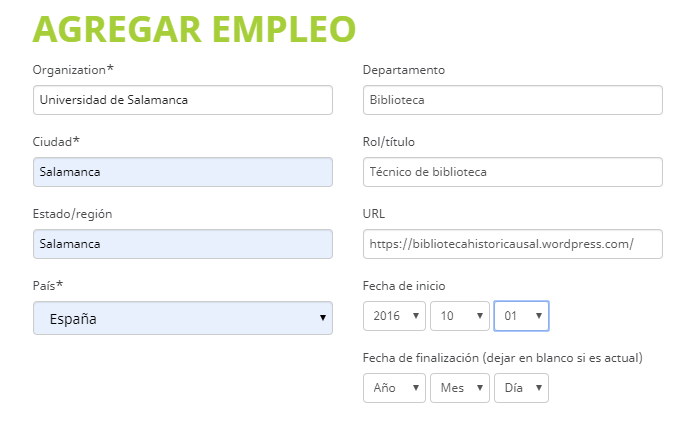 AGREGAR EMPLEO
Organization*
Universidad de Salamanca
Departamento
Biblioteca
Ciudad*
Salamanca
Rol/título
Técnico de biblioteca
Estado/región
Salamanca
URL
https://bibliotecahistoricausal.wordpress.com/
País*
España
Fecha de inicio
2016 10 01
Fecha de finalización (dejar en blanco si es actual)
Año Mes Día